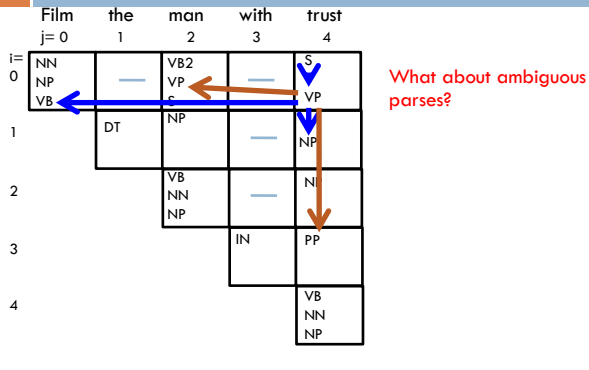 Film the man with trust
j= 0 1 2 3 4
i=
0
NN
NP
VB
VB2
VP
S
S
VP
What about ambiguous
parses?
1
DT
NP
NP
2
VB
NN
NP
NP
3
IN
PP
4
VB
NN
NP